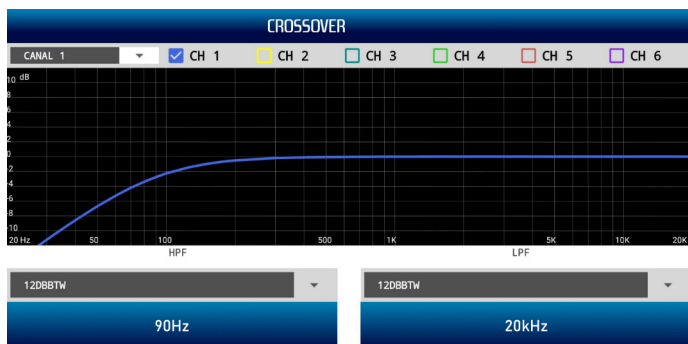 CROSSOVER
CANAL 1 CH 1 CH 2 CH 3 CH 4 CH 5 CH 6
10 dB
8
6
4
2
0
-2
-4
-6
-8
-10
20 Hz 50 100 500 1K 5K 10K 20K
HPF LPF
12DBBTW 12DBBTW
90Hz 20kHz